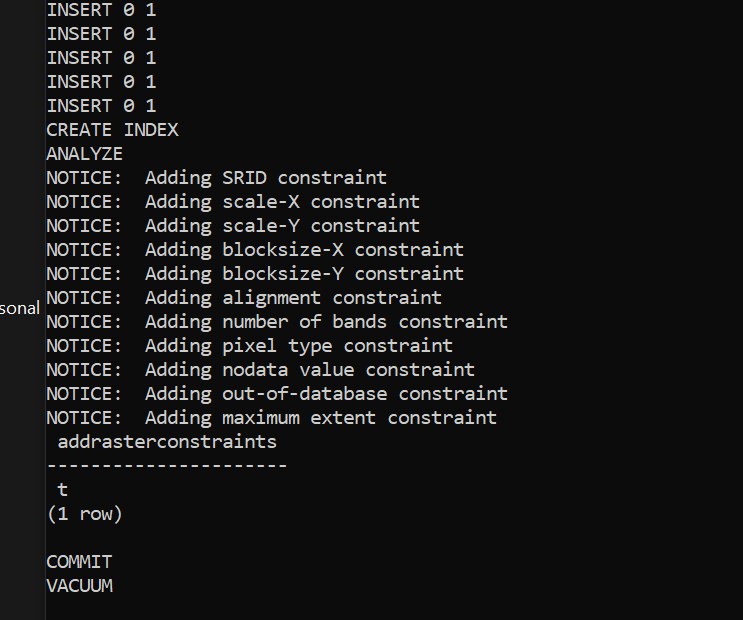 INSERT 0 1
INSERT 0 1
INSERT 0 1
INSERT 0 1
INSERT 0 1
CREATE INDEX
ANALYZE
NOTICE:  Adding SRID constraint
NOTICE:  Adding scale-X constraint
NOTICE:  Adding scale-Y constraint
NOTICE:  Adding blocksize-X constraint
NOTICE:  Adding blocksize-Y constraint
NOTICE:  Adding alignment constraint
sonal
NOTICE:  Adding number of bands constraint
NOTICE:  Adding pixel type constraint
NOTICE:  Adding nodata value constraint
NOTICE:  Adding out-of-database constraint
NOTICE:  Adding maximum extent constraint
 addrasterconstraints
----------------------
 t
(1 row)

COMMIT
VACUUM